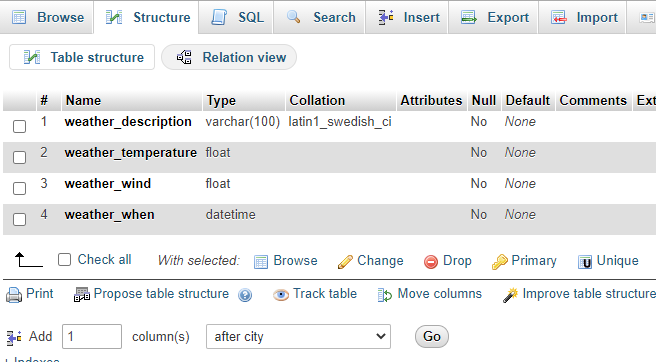 Browse Structure SQL Search Insert Export Import
Table structure Relation view
# Name Type Collation Attributes Null Default Comments Ext
1 weather_description varchar(100) latin1_swedish_ci No None
2 weather_temperature float No None
3 weather_wind float No None
4 weather_when datetime No None
Check all With selected: Browse Change Drop Primary Unique
Print Propose table structure Track table Move columns Improve table structure
Add 1 column(s) after city Go
+ Indexes